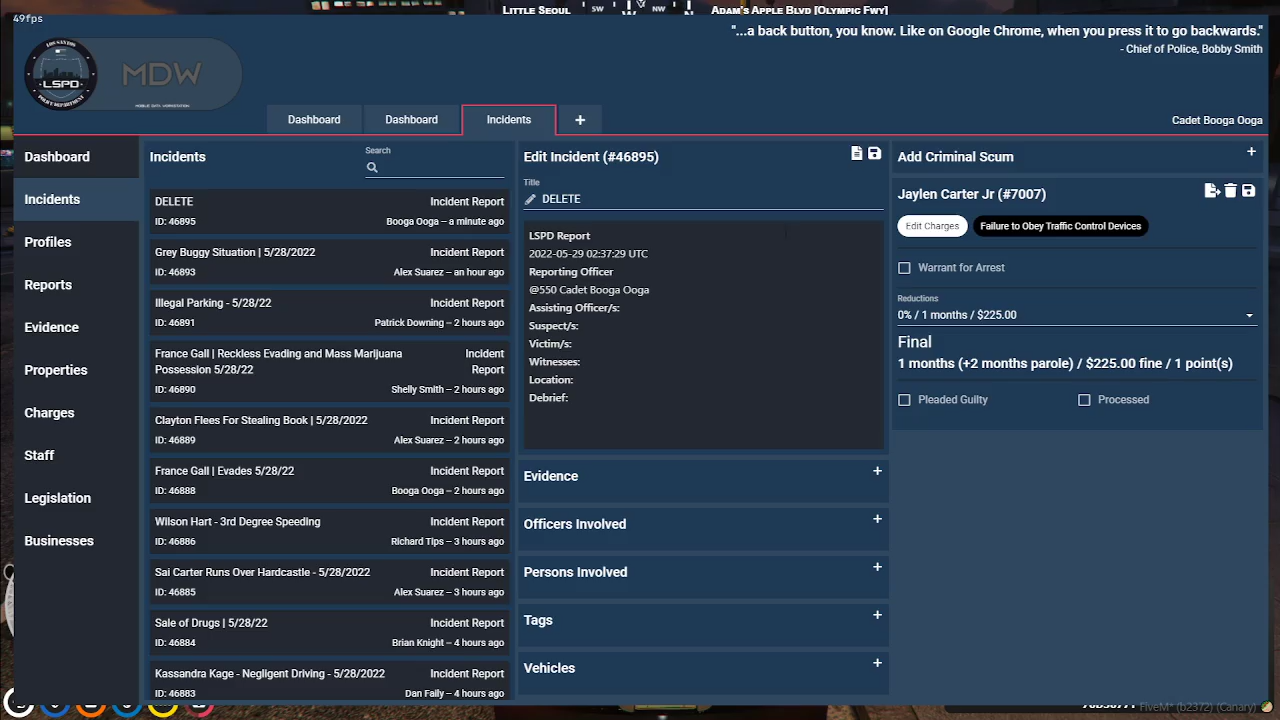 49fps
LITTLE SEOUL
SW
W
NW
ADAM'S APPLE BLVD [OLYMPIC FWY]
"...a back button, you know. Like on Google Chrome, when you press it to go backwards."
- Chief of Police, Bobby Smith
LOS SANTOS
LSPD
POLICE DEPARTMENT
MDW
MOBILE DATA WORKSTATION
Dashboard
Dashboard
Incidents
+
Cadet Booga Ooga
Dashboard
Incidents
Profiles
Reports
Evidence
Properties
Charges
Staff
Legislation
Businesses
Incidents
Search
DELETE Incident Report
ID: 46895 Booga Ooga – a minute ago
Grey Buggy Situation | 5/28/2022 Incident Report
ID: 46893 Alex Suarez – an hour ago
Illegal Parking - 5/28/22 Incident Report
ID: 46891 Patrick Downing – 2 hours ago
France Gall | Reckless Evading and Mass Marijuana Incident
Possession 5/28/22 Report
ID: 46890 Shelly Smith – 2 hours ago
Clayton Flees For Stealing Book | 5/28/2022 Incident Report
ID: 46889 Alex Suarez – 2 hours ago
France Gall | Evades 5/28/22 Incident Report
ID: 46888 Booga Ooga – 2 hours ago
Wilson Hart - 3rd Degree Speeding Incident Report
ID: 46886 Richard Tips – 3 hours ago
Sai Carter Runs Over Hardcastle - 5/28/2022 Incident Report
ID: 46885 Alex Suarez – 3 hours ago
Sale of Drugs | 5/28/22 Incident Report
ID: 46884 Brian Knight – 4 hours ago
Kassandra Kage - Negligent Driving - 5/28/2022 Incident Report
ID: 46883 Dan Faily – 4 hours ago
Edit Incident (#46895)
Title
DELETE
LSPD Report
2022-05-29 02:37:29 UTC
Reporting Officer
@550 Cadet Booga Ooga
Assisting Officer/s:
Suspect/s:
Victim/s:
Witnesses:
Location:
Debrief:
Evidence +
Officers Involved +
Persons Involved +
Tags +
Vehicles +
Add Criminal Scum +
Jaylen Carter Jr (#7007)
Edit Charges
Failure to Obey Traffic Control Devices
Warrant for Arrest
Reductions
0% / 1 months / $225.00
Final
1 months (+2 months parole) / $225.00 fine / 1 point(s)
Pleaded Guilty
Processed
FiveM* (b2372) (Canary)